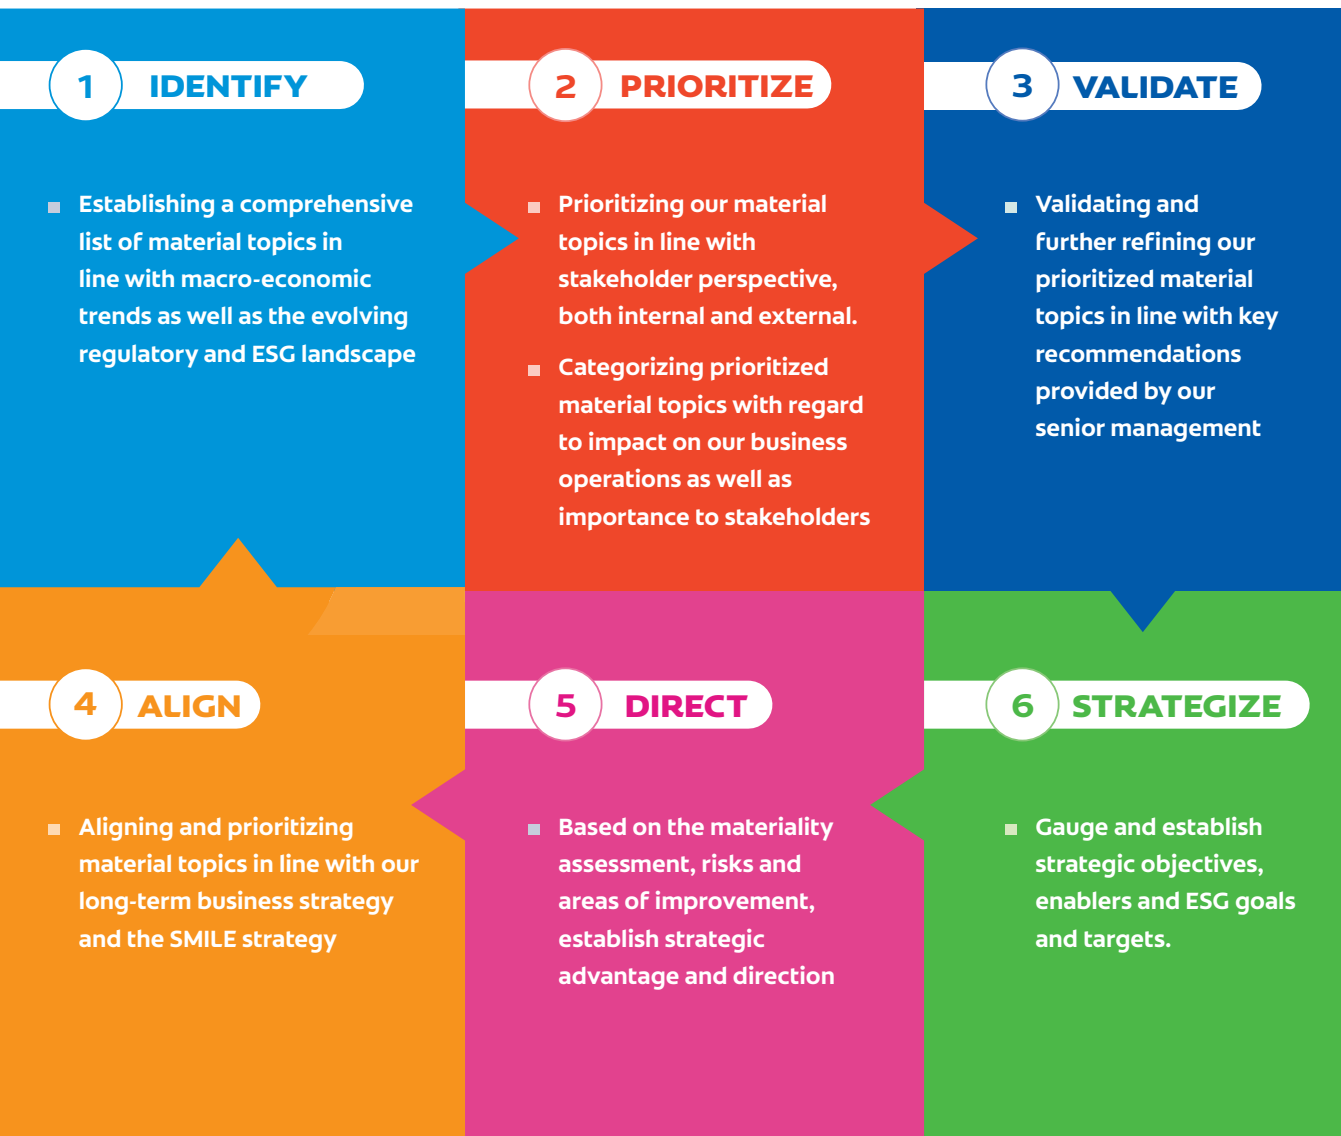 1 IDENTIFY
Establishing a comprehensive
list of material topics in
line with macro-economic
trends as well as the evolving
regulatory and ESG landscape
2 PRIORITIZE
Prioritizing our material
topics in line with
stakeholder perspective,
both internal and external.
Categorizing prioritized
material topics with regard
to impact on our business
operations as well as
importance to stakeholders
3 VALIDATE
Validating and
further refining our
prioritized material
topics in line with key
recommendations
provided by our
senior management
4 ALIGN
Aligning and prioritizing
material topics in line with our
long-term business strategy
and the SMILE strategy
5 DIRECT
Based on the materiality
assessment, risks and
areas of improvement,
establish strategic
advantage and direction
6 STRATEGIZE
Gauge and establish
strategic objectives,
enablers and ESG goals
and targets.